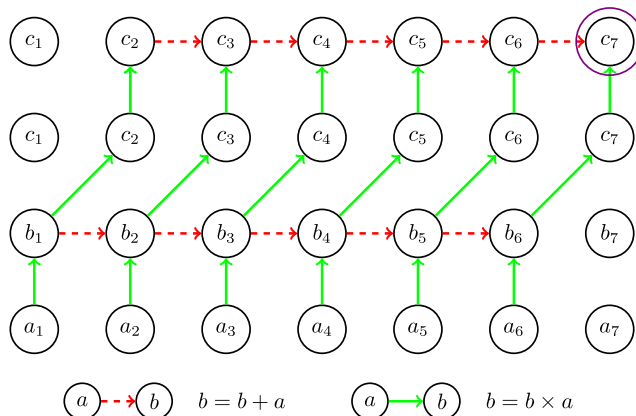 c₁ c₂ c₃ c₄ c₅ c₆ c₇
c₁ c₂ c₃ c₄ c₅ c₆ c₇
b₁ b₂ b₃ b₄ b₅ b₆ b₇
a₁ a₂ a₃ a₄ a₅ a₆ a₇
a b b = b + a a b b = b × a